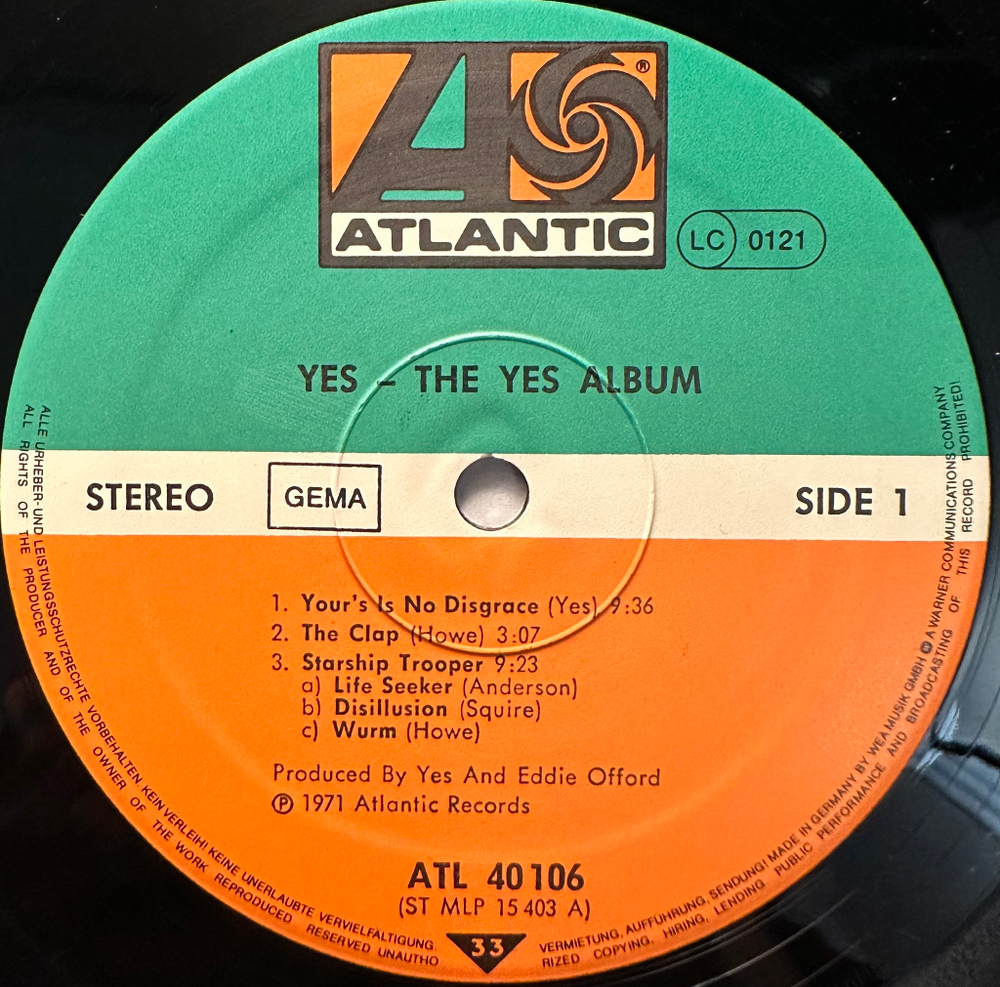 ®
ATLANTIC
LC 0121
YES – THE YES ALBUM
STEREO
GEMA
SIDE 1
1. Your's Is No Disgrace (Yes) 9:36
2. The Clap (Howe) 3:07
3. Starship Trooper 9:23
a) Life Seeker (Anderson)
b) Disillusion (Squire)
c) Wurm (Howe)
Produced By Yes And Eddie Offord
℗ 1971 Atlantic Records
ATL 40 106
(ST MLP 15 403 A)
33
ALLE URHEBER- UND LEISTUNGSSCHUTZRECHTE VORBEHALTEN. KEIN VERLEIH! KEINE UNERLAUBTE VERVIELFÄLTIGUNG, VERMIETUNG, AUFFÜHRUNG, SENDUNG! MADE IN GERMANY BY WEA MUSIK GMBH A WARNER COMMUNICATIONS COMPANY
ALL RIGHTS OF THE PRODUCER AND OF THE OWNER OF THE WORK REPRODUCED RESERVED UNAUTHO RIZED COPYING, HIRING, LENDING PUBLIC PERFORMANCE AND BROADCASTING OF THIS RECORD PROHIBITED!